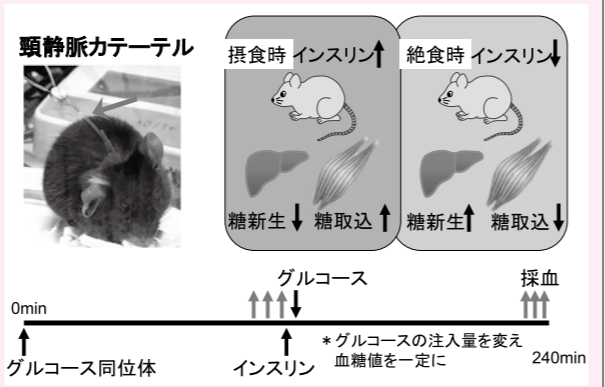 頸静脈カテーテル
摂食時 インスリン↑
絶食時 インスリン↓
糖新生↓ 糖取込↑
糖新生↑ 糖取込↓
グルコース
採血
0min
*グルコースの注入量を変え
血糖値を一定に
240min
グルコース同位体
インスリン